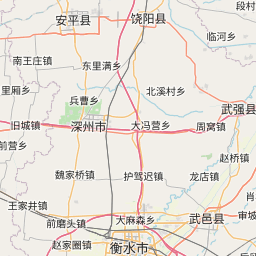 安平县
饶阳县
段村
临河乡
南王庄镇
东里满乡
里厢乡
北溪村乡
兵曹乡
武强县
旧城镇
深州市
大冯营乡
周窝镇
前营乡
赵桥镇
魏家桥镇
护驾迟镇
龙店镇
王家井镇
大麻森乡
武邑县
前磨头镇
赵家圈镇
衡水市